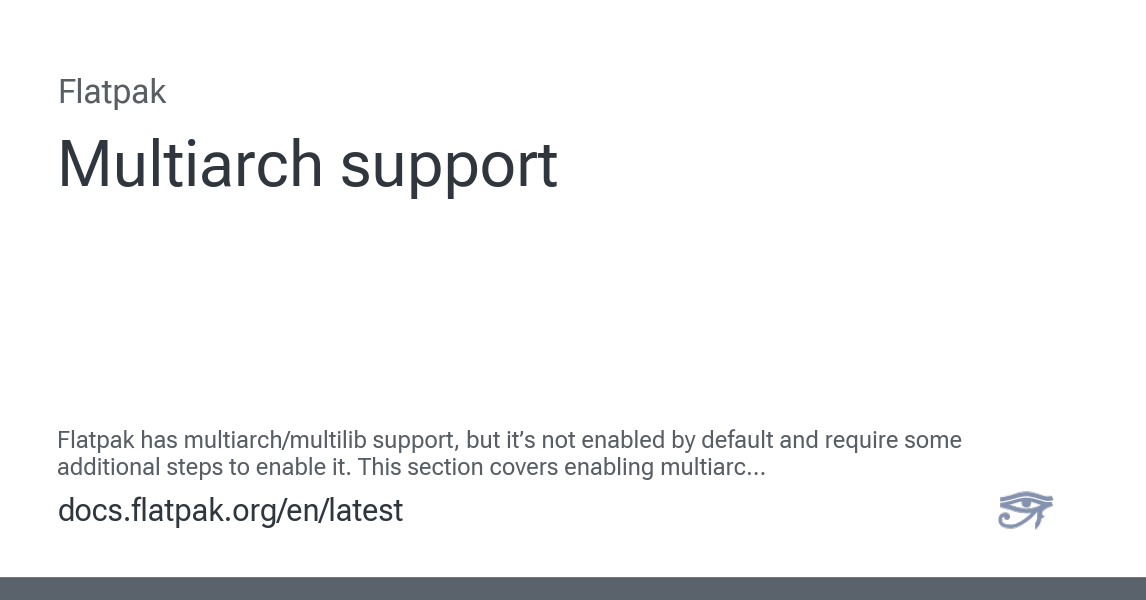 Flatpak
Multiarch support
Flatpak has multiarch/multilib support, but it’s not enabled by default and require some
additional steps to enable it. This section covers enabling multiarc...
docs.flatpak.org/en/latest